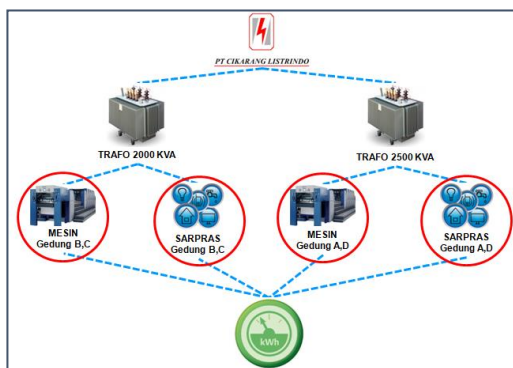 PT CIKARANG LISTRINDO
TRAFO 2000 KVA
TRAFO 2500 KVA
MESIN
Gedung B,C
SARPRAS
Gedung B,C
MESIN
Gedung A,D
SARPRAS
Gedung A,D
kWh